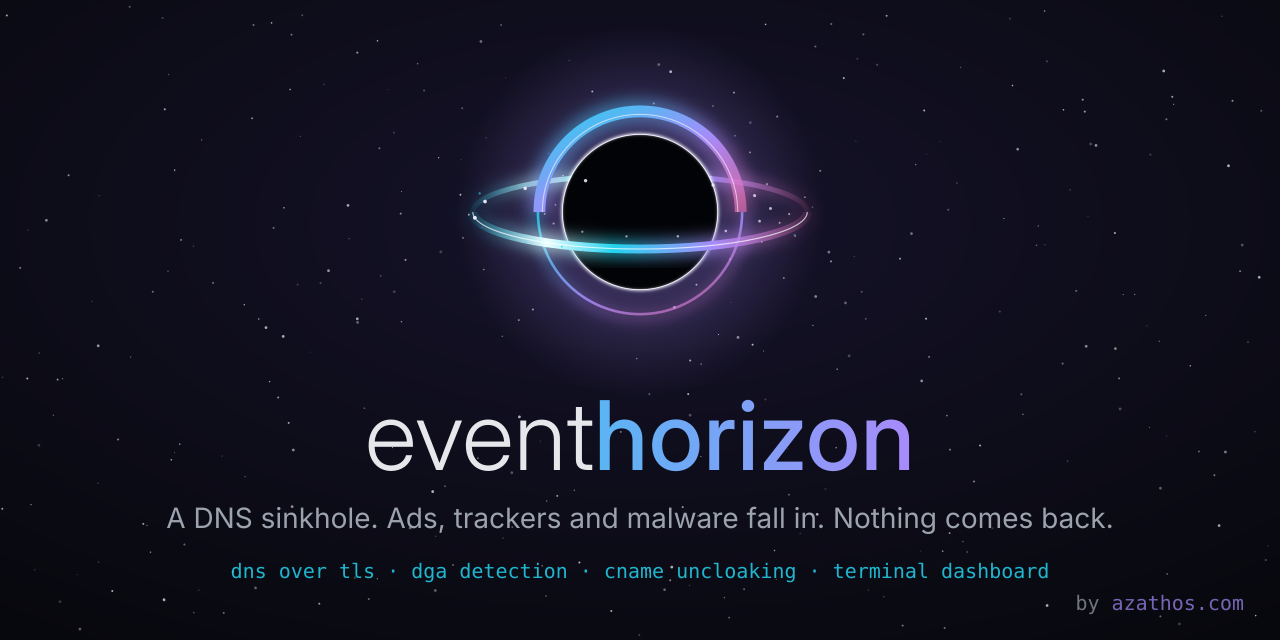 eventhorizon
A DNS sinkhole. Ads, trackers and malware fall in. Nothing comes back.
dns over tls · dga detection · cname uncloaking · terminal dashboard
by azathos.com